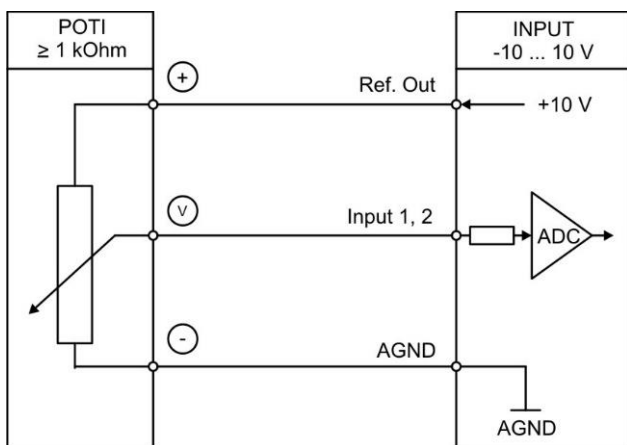 POTI
≥ 1 kOhm
INPUT
-10 ... 10 V
+
Ref. Out
+10 V
V
Input 1, 2
ADC
-
AGND
AGND